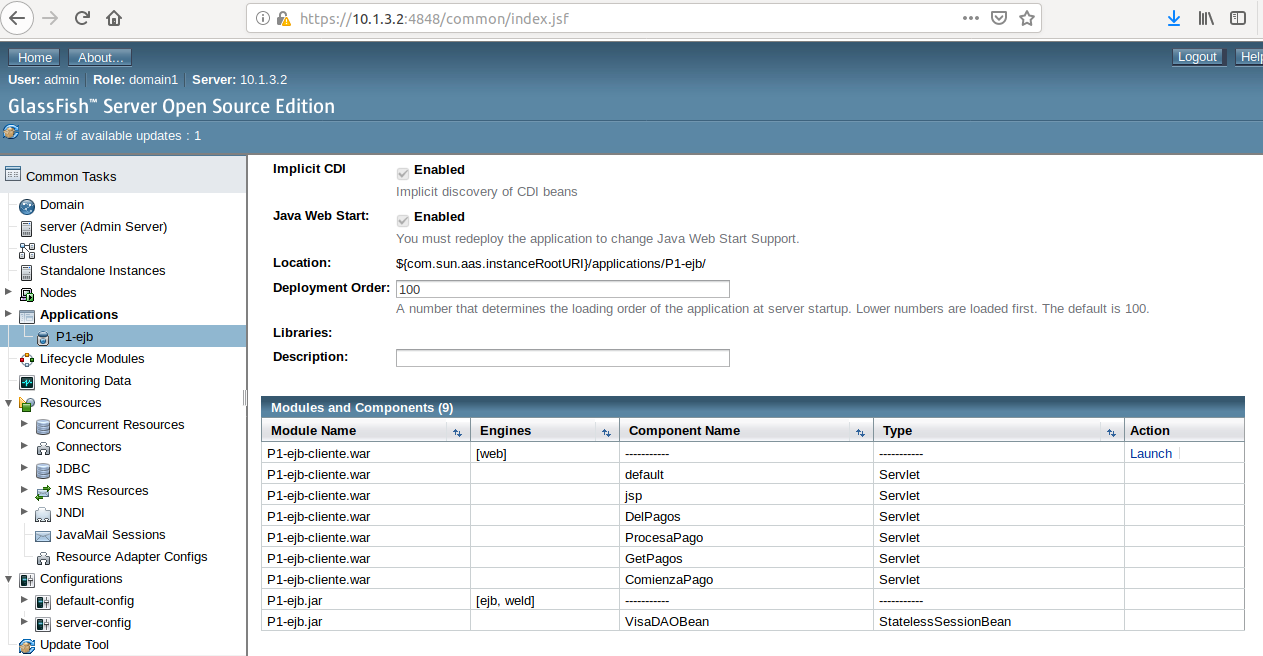 https://10.1.3.2:4848/common/index.jsf
Home About...
Logout Help
User: admin Role: domain1 Server: 10.1.3.2
GlassFish™ Server Open Source Edition
Total # of available updates : 1
Common Tasks
Domain
server (Admin Server)
Clusters
Standalone Instances
Nodes
Applications
P1-ejb
Lifecycle Modules
Monitoring Data
Resources
Concurrent Resources
Connectors
JDBC
JMS Resources
JNDI
JavaMail Sessions
Resource Adapter Configs
Configurations
default-config
server-config
Update Tool
Implicit CDI Enabled
Implicit discovery of CDI beans
Java Web Start: Enabled
You must redeploy the application to change Java Web Start Support.
Location: ${com.sun.aas.instanceRootURI}/applications/P1-ejb/
Deployment Order: 100
A number that determines the loading order of the application at server startup. Lower numbers are loaded first. The default is 100.
Libraries:
Description:
Modules and Components (9)
Module Name Engines Component Name Type Action
P1-ejb-cliente.war [web] ----------- ----------- Launch
P1-ejb-cliente.war default Servlet
P1-ejb-cliente.war jsp Servlet
P1-ejb-cliente.war DelPagos Servlet
P1-ejb-cliente.war ProcesaPago Servlet
P1-ejb-cliente.war GetPagos Servlet
P1-ejb-cliente.war ComienzaPago Servlet
P1-ejb.jar [ejb, weld] ----------- -----------
P1-ejb.jar VisaDAOBean StatelessSessionBean